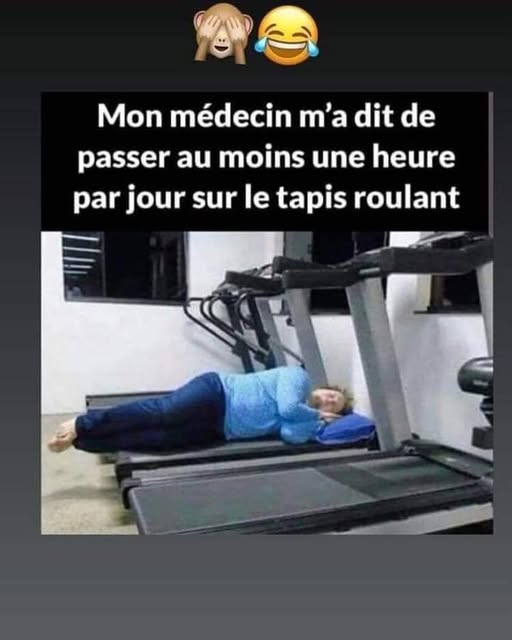 Mon médecin m'a dit de
passer au moins une heure
par jour sur le tapis roulant